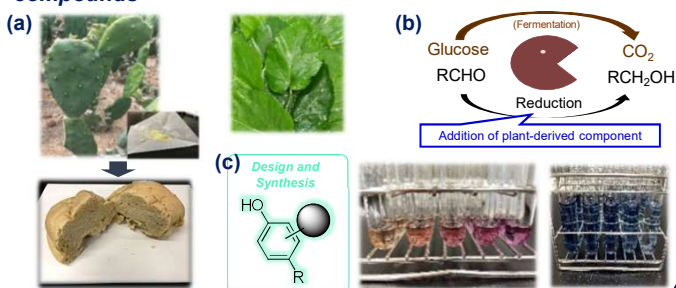 compounds
(a)
(b)
(Fermentation)
Glucose
CO2
RCHO
RCH2OH
Reduction
Addition of plant-derived component
(c)
Design and
Synthesis
HO
R